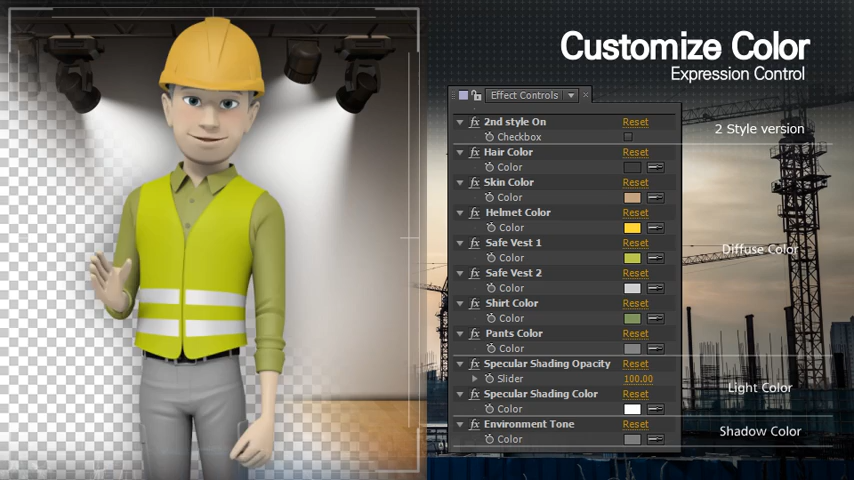 Customize Color
Expression Control
Effect Controls
2nd style On Reset
Checkbox
2 Style version
Hair Color Reset
Color
Skin Color Reset
Color
Helmet Color Reset
Color
Safe Vest 1 Reset
Color
Diffuse Color
Safe Vest 2 Reset
Color
Shirt Color Reset
Color
Pants Color Reset
Color
Specular Shading Opacity Reset
Slider 100.00
Light Color
Specular Shading Color Reset
Color
Environment Tone Reset
Color
Shadow Color